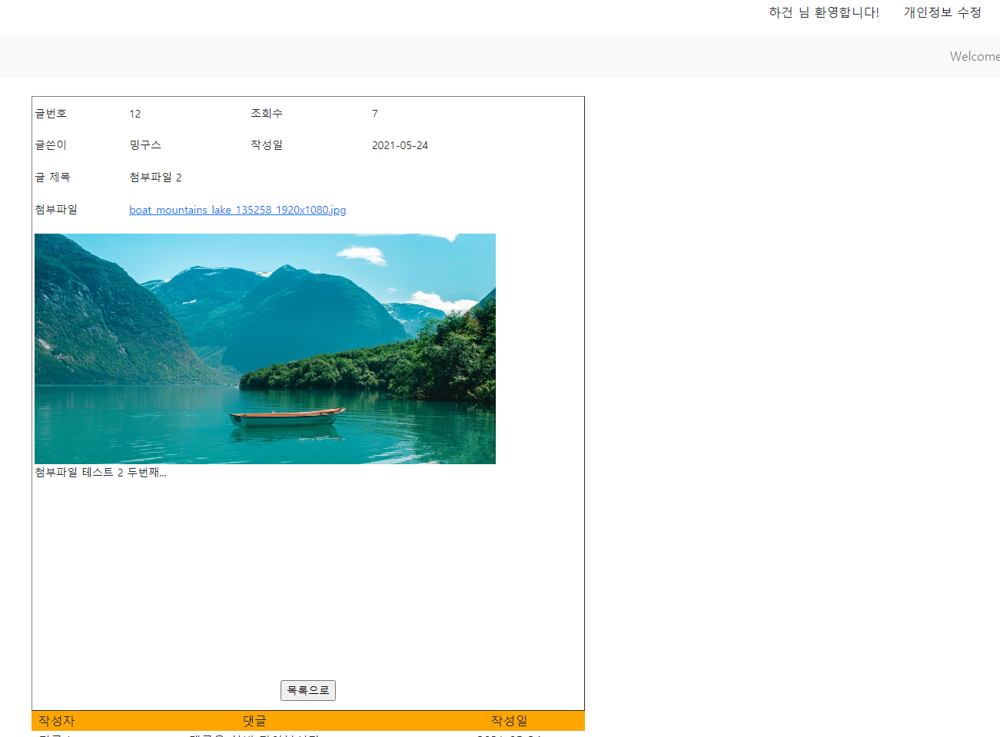 하건 님 환영합니다! 개인정보 수정
Welcome
글번호 12 조회수 7
글쓴이 밍구스 작성일 2021-05-24
글 제목 첨부파일 2
첨부파일 boat_mountains_lake_135258_1920x1080.jpg
첨부파일 테스트 2 두번째...
목록으로
작성자 댓글 작성일